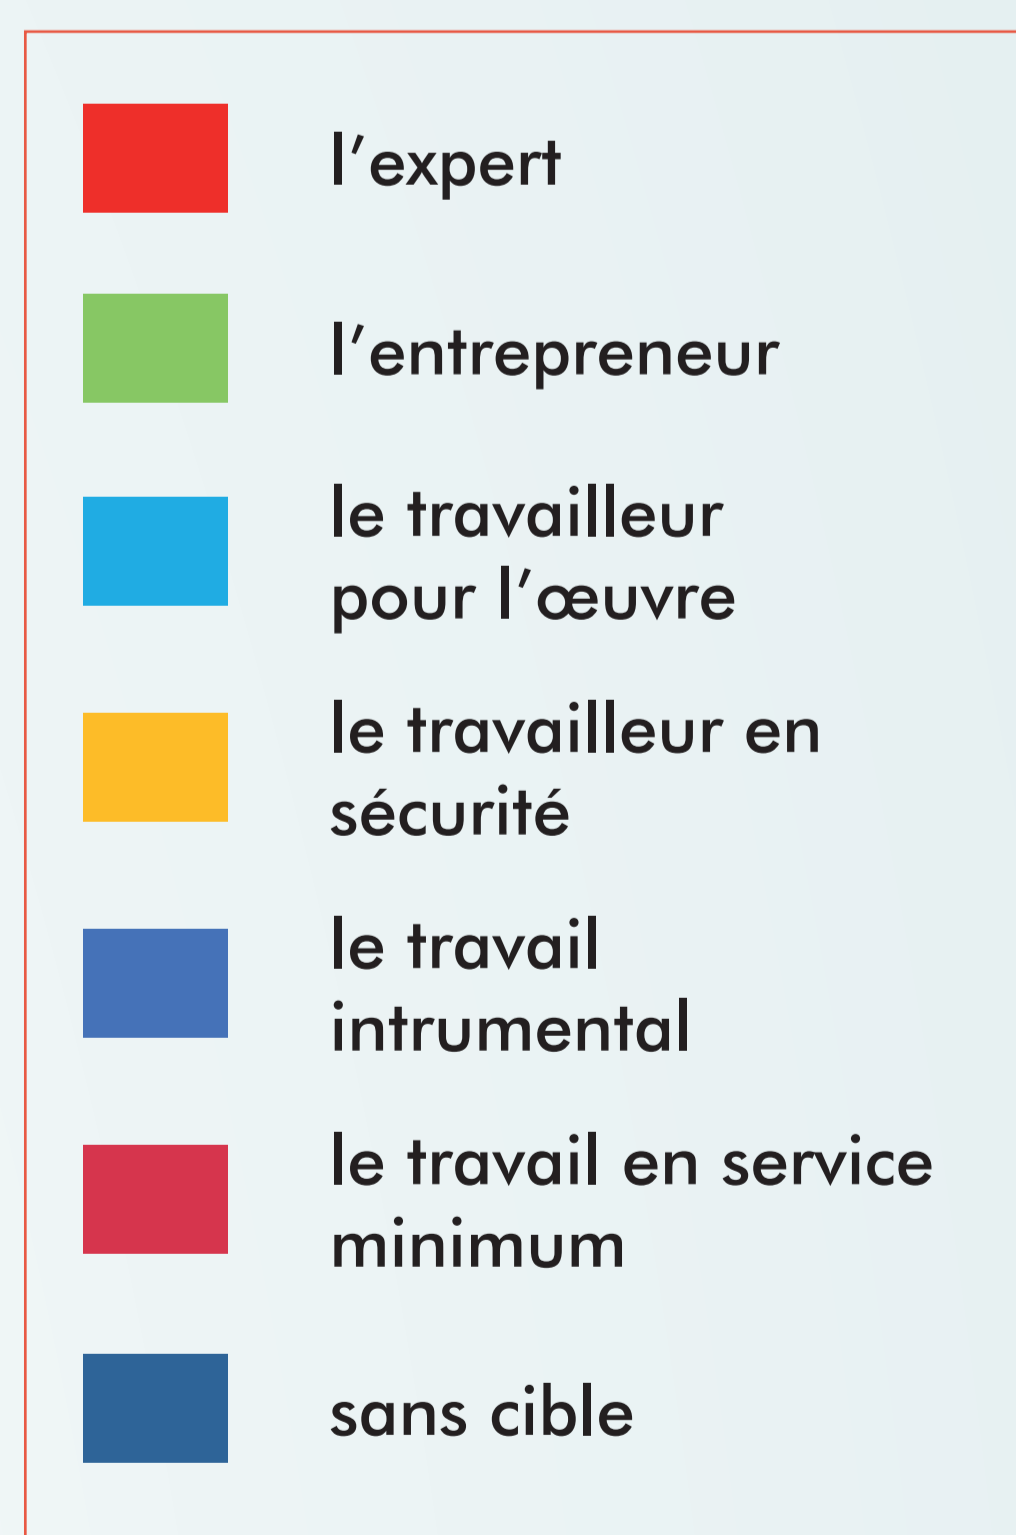 l’expert
l’entrepreneur
le travailleur
pour l’œuvre
le travailleur en
sécurité
le travail
intrumental
le travail en service
minimum
sans cible